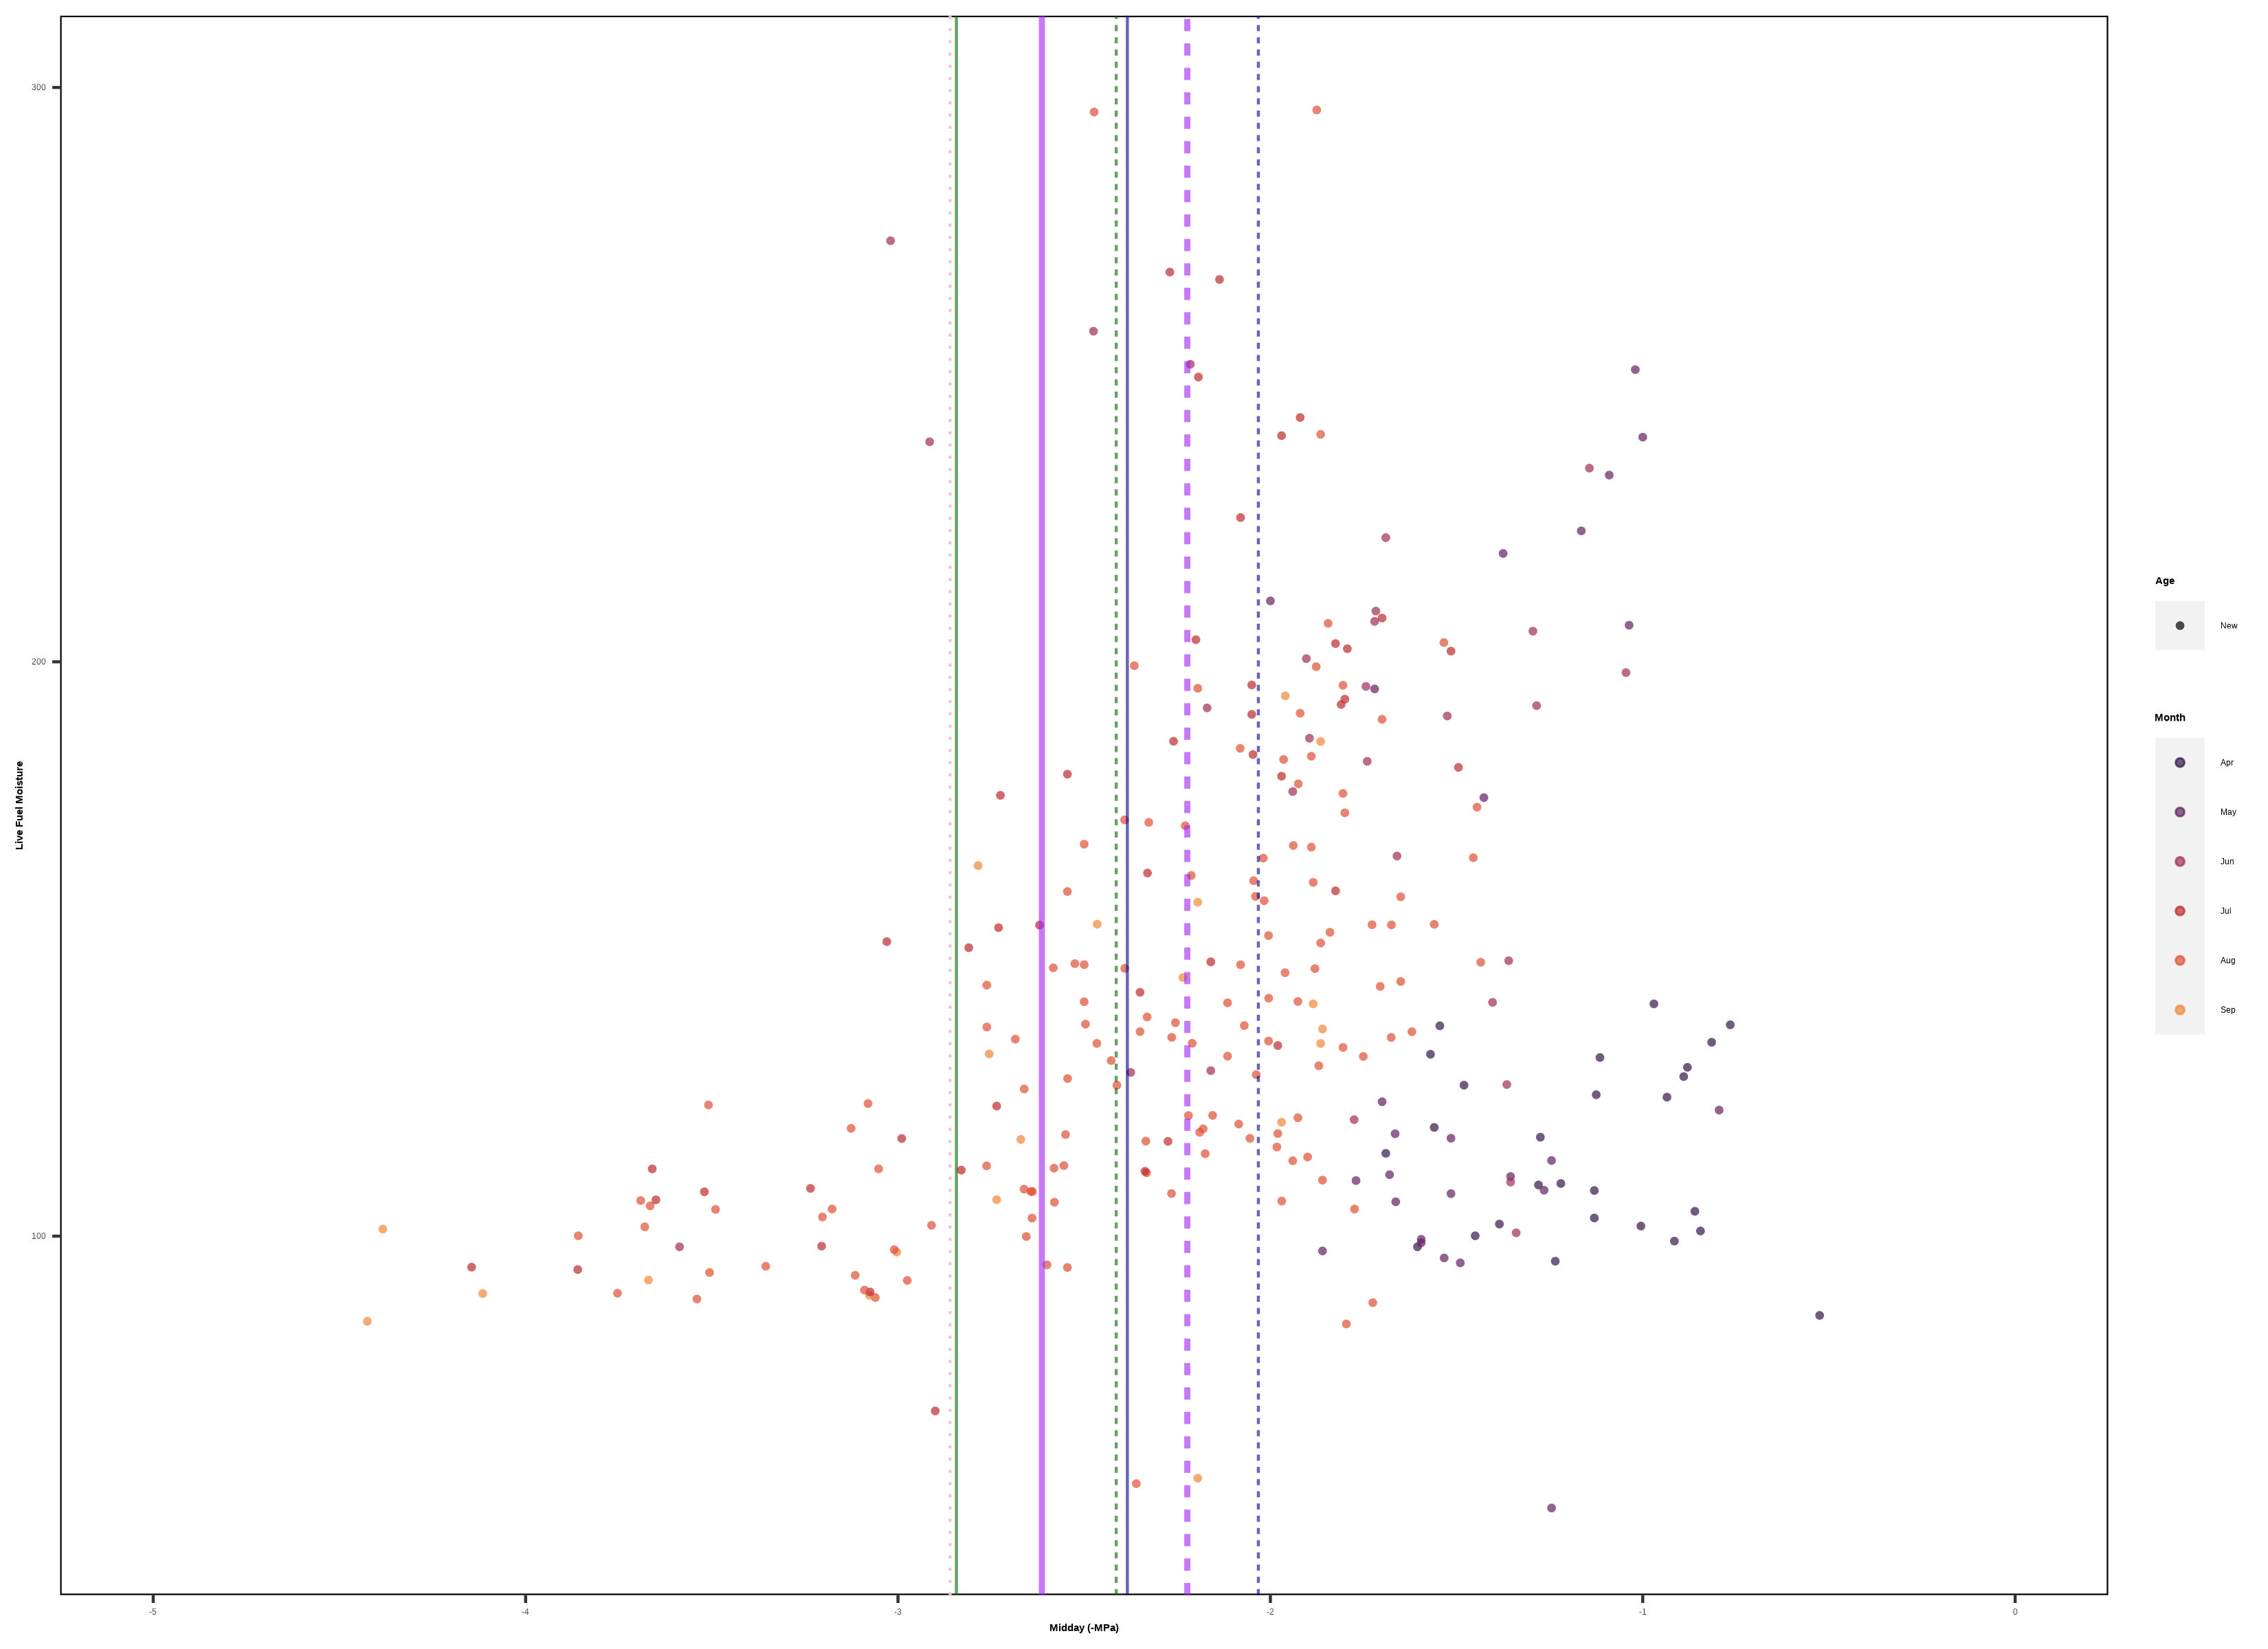 300
200
100
Live Fuel Moisture
-5
-4
-3
-2
-1
0
Midday (-MPa)
Age
New
Month
Apr
May
Jun
Jul
Aug
Sep